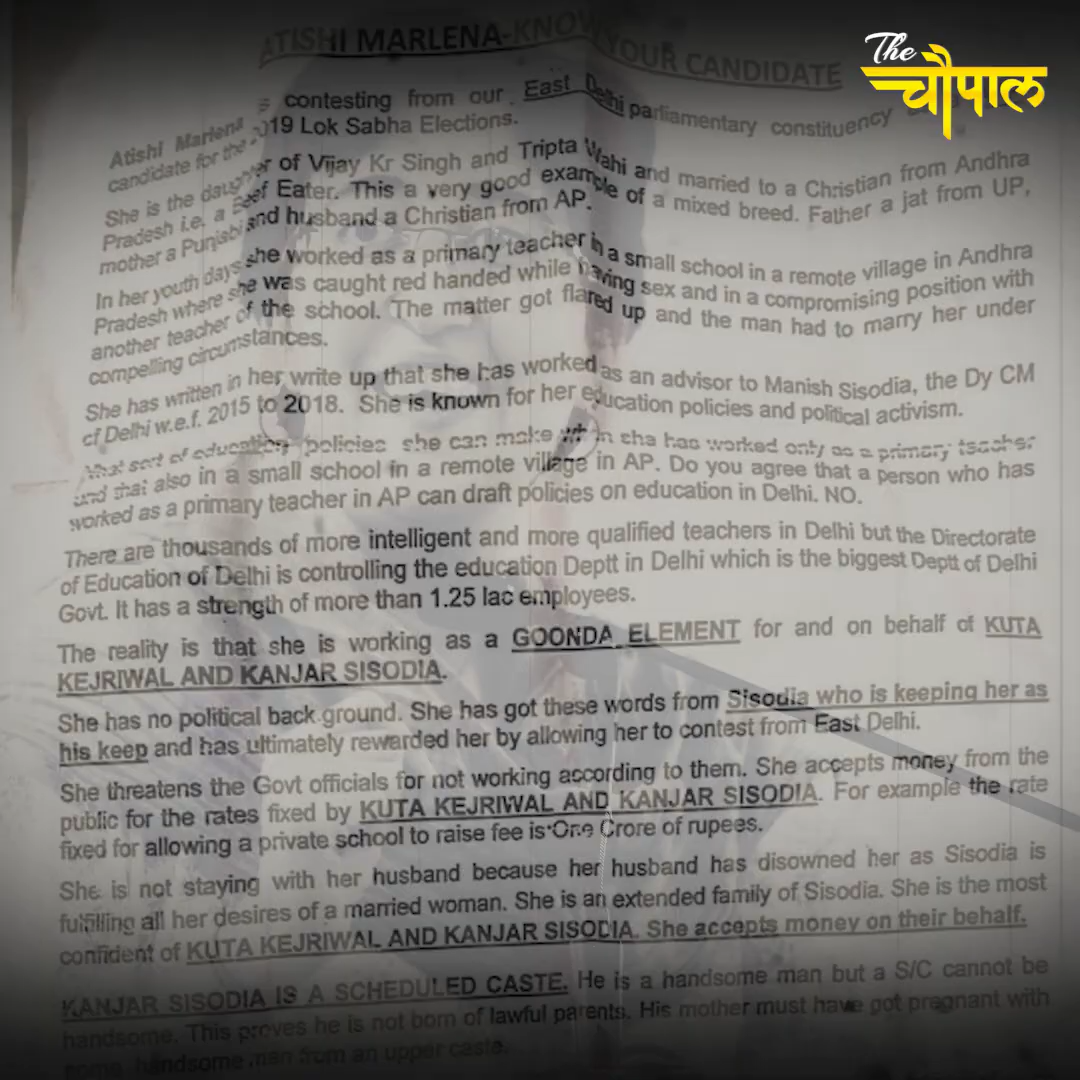 The चौपाल
ATISHI MARLENA-KNOW YOUR CANDIDATE
Atishi Marlena is contesting from our East Delhi parliamentary constituency
candidate for the 2019 Lok Sabha Elections.
She is the daughter of Vijay Kr Singh and Tripta Wahi and married to a Christian from Andhra
Pradesh i.e. a Beef Eater. This a very good example of a mixed breed. Father a jat from UP,
mother a Punjabi and husband a Christian from AP.
In her youth days she worked as a primary teacher in a small school in a remote village in Andhra
Pradesh where she was caught red handed while having sex and in a compromising position with
another teacher of the school. The matter got flared up and the man had to marry her under
compelling circumstances.
She has written in her write up that she has worked as an advisor to Manish Sisodia, the Dy CM
of Delhi w.e.f. 2015 to 2018. She is known for her education policies and political activism.
What sort of education policies she can make when she has worked only as a primary teacher
and that also in a small school in a remote village in AP. Do you agree that a person who has
worked as a primary teacher in AP can draft policies on education in Delhi. NO.
There are thousands of more intelligent and more qualified teachers in Delhi but the Directorate
of Education of Delhi is controlling the education Deptt in Delhi which is the biggest Deptt of Delhi
Govt. It has a strength of more than 1.25 lac employees.
The reality is that she is working as a GOONDA ELEMENT for and on behalf of KUTA
KEJRIWAL AND KANJAR SISODIA.
She has no political back ground. She has got these words from Sisodia who is keeping her as
his keep and has ultimately rewarded her by allowing her to contest from East Delhi.
She threatens the Govt officials for not working according to them. She accepts money from the
public for the rates fixed by KUTA KEJRIWAL AND KANJAR SISODIA. For example the rate
fixed for allowing a private school to raise fee is One Crore of rupees.
She is not staying with her husband because her husband has disowned her as Sisodia is
fulfilling all her desires of a married woman. She is an extended family of Sisodia. She is the most
confident of KUTA KEJRIWAL AND KANJAR SISODIA. She accepts money on their behalf.
KANJAR SISODIA IS A SCHEDULED CASTE. He is a handsome man but a S/C cannot be
handsome. This proves he is not born of lawful parents. His mother must have got pregnant with
some handsome man from an upper caste.